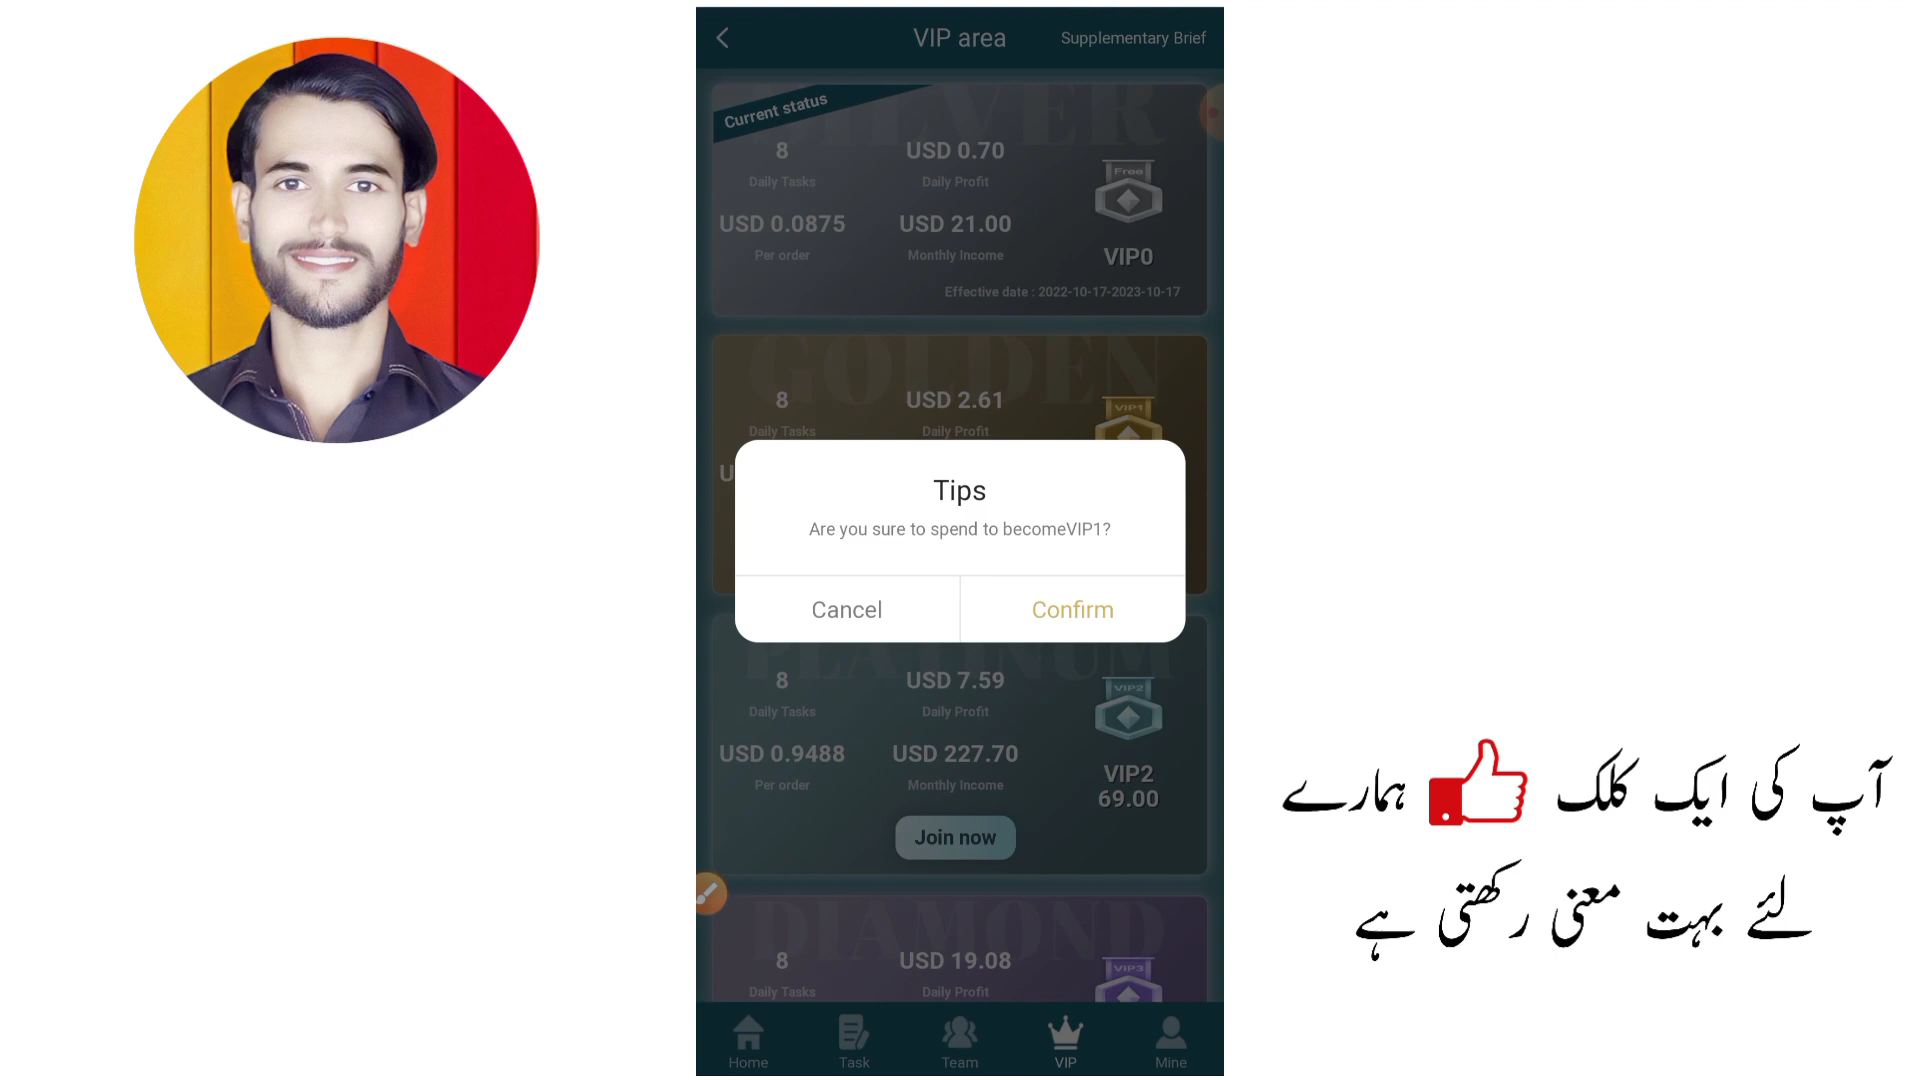 VIP area
Supplementary Brief
SILVER
Current status
8
USD 0.70
Daily Tasks
Daily Profit
Free
USD 0.0875
USD 21.00
Per order
Monthly Income
VIP0
Effective date : 2022-10-17-2023-10-17
GOLDEN
8
USD 2.61
Daily Tasks
Daily Profit
VIP1
U
Tips
Are you sure to spend to becomeVIP1?
Cancel
Confirm
PLATINUM
8
USD 7.59
Daily Tasks
Daily Profit
VIP2
USD 0.9488
USD 227.70
Per order
Monthly Income
VIP2
69.00
Join now
DIAMOND
8
USD 19.08
Daily Tasks
Daily Profit
VIP3
Home
Task
Team
VIP
Mine
آپ کی ایک کلک ہمارے
لئے بہت معنی رکھتی ہے